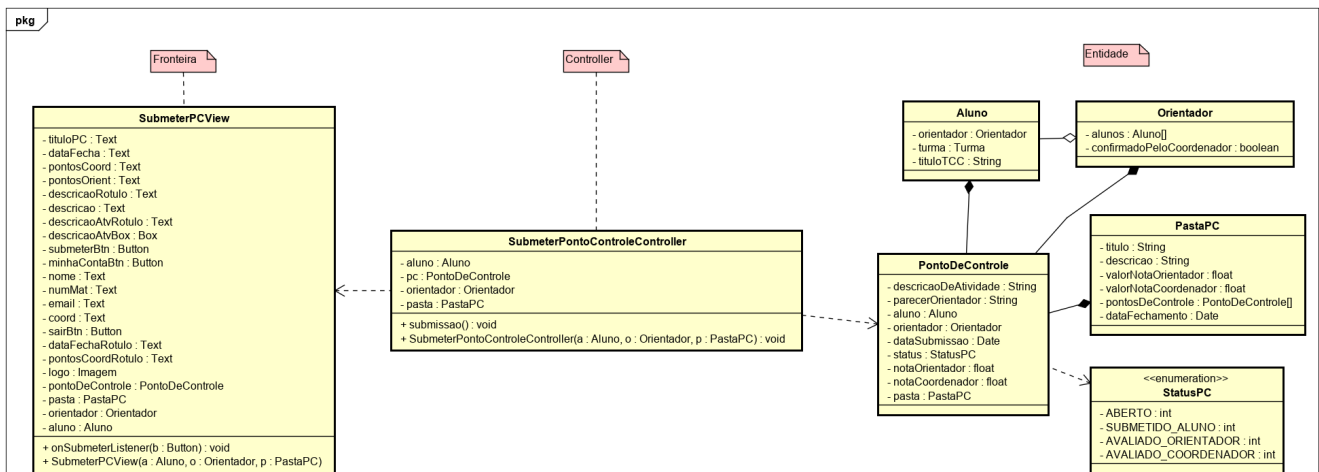 pkg
Fronteira
Controller
Entidade
SubmeterPCView
- tituloPC : Text
- dataFecha : Text
- pontosCoord : Text
- pontosOrient : Text
- descricaoRotulo : Text
- descricao : Text
- descricaoAtvRotulo : Text
- descricaoAtvBox : Box
- submeterBtn : Button
- minhaContaBtn : Button
- nome : Text
- numMat : Text
- email : Text
- coord : Text
- sairBtn : Button
- dataFechaRotulo : Text
- pontosCoordRotulo : Text
- logo : Imagem
- pontoDeControle : PontoDeControle
- pasta : PastaPC
- orientador : Orientador
- aluno : Aluno
+ onSubmeterListener(b : Button) : void
+ SubmeterPCView(a : Aluno, o : Orientador, p : PastaPC)
SubmeterPontoControleController
- aluno : Aluno
- pc : PontoDeControle
- orientador : Orientador
- pasta : PastaPC
+ submissao() : void
+ SubmeterPontoControleController(a : Aluno, o : Orientador, p : PastaPC) : void
Aluno
- orientador : Orientador
- turma : Turma
- tituloTCC : String
Orientador
- alunos : Aluno[]
- confirmadoPeloCoordenador : boolean
PontoDeControle
- descricaoDeAtividade : String
- parecerOrientador : String
- aluno : Aluno
- orientador : Orientador
- dataSubmissao : Date
- status : StatusPC
- notaOrientador : float
- notaCoordenador : float
- pasta : PastaPC
PastaPC
- titulo : String
- descricao : String
- valorNotaOrientador : float
- valorNotaCoordenador : float
- pontosDeControle : PontoDeControle[]
- dataFechamento : Date
<<enumeration>>
StatusPC
- ABERTO : int
- SUBMETIDO_ALUNO : int
- AVALIADO_ORIENTADOR : int
- AVALIADO_COORDENADOR : int